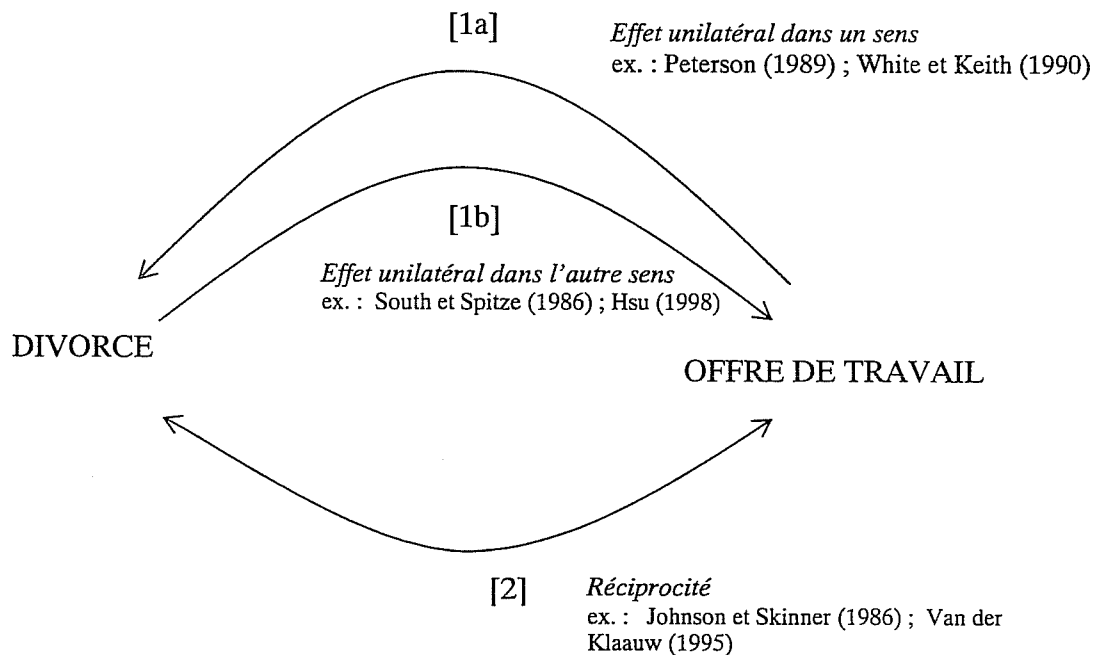 [1a]
Effet unilatéral dans un sens
ex. : Peterson (1989) ; White et Keith (1990)
[1b]
Effet unilatéral dans l'autre sens
ex. : South et Spitze (1986) ; Hsu (1998)
DIVORCE
OFFRE DE TRAVAIL
[2]
Réciprocité
ex. : Johnson et Skinner (1986) ; Van der
Klaauw (1995)